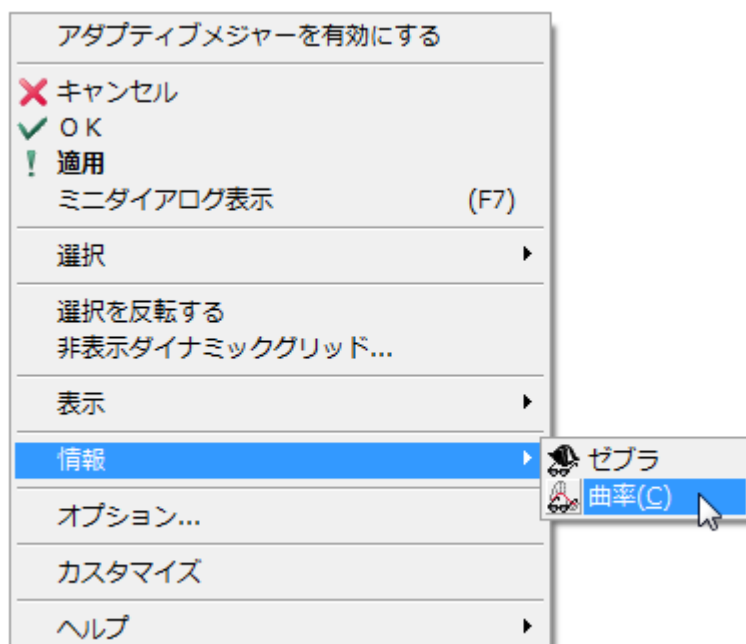 アダプティブメジャーを有効にする
キャンセル
ＯＫ
適用
ミニダイアログ表示 (F7)
選択
選択を反転する
非表示ダイナミックグリッド...
表示
情報
ゼブラ
曲率(C)
オプション...
カスタマイズ
ヘルプ